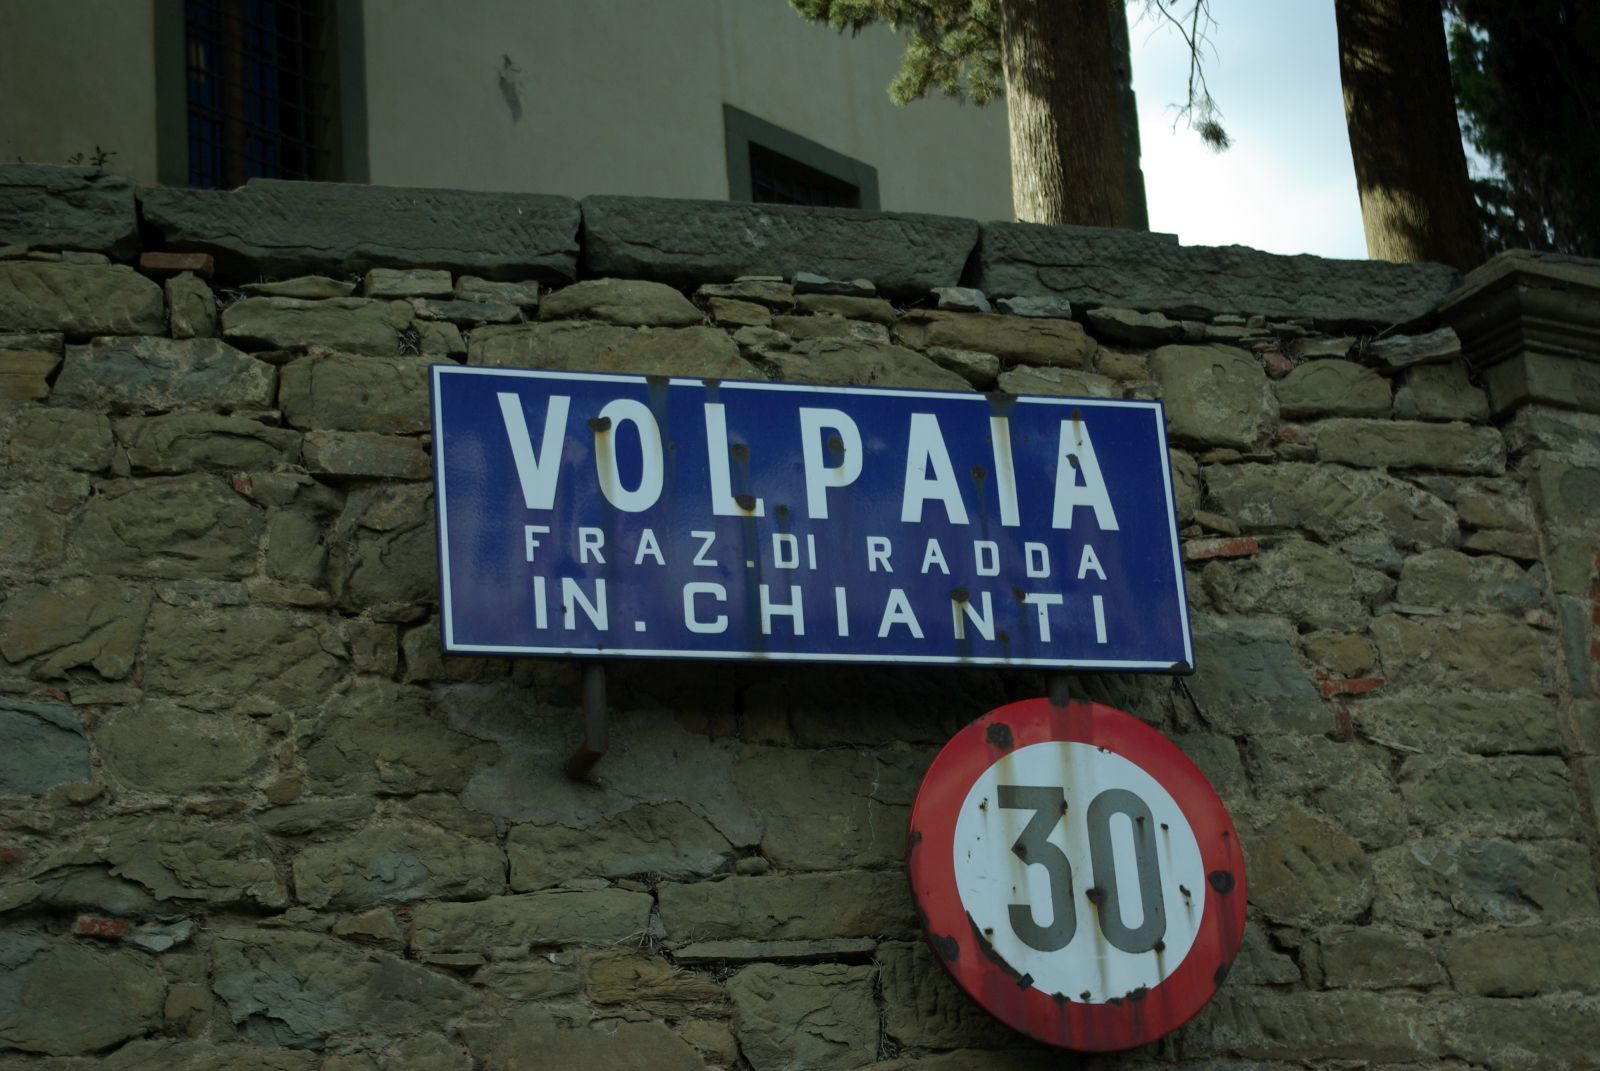 VOLPAIA
FRAZ.DI RADDA
IN.CHIANTI
30